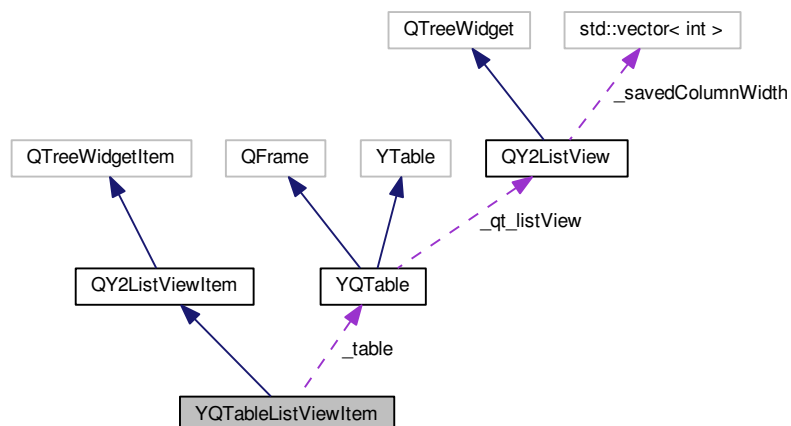 QTreeWidget
std::vector< int >
_savedColumnWidth
QTreeWidgetItem
QFrame
YTable
QY2ListView
_qt_listView
QY2ListViewItem
YQTable
_table
YQTableListViewItem